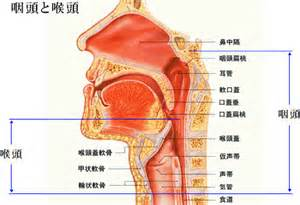 咽頭と喉頭
鼻中隔
咽頭扁桃
耳管
軟口蓋
口蓋垂
口蓋扁桃
咽頭
喉頭
喉頭蓋
喉頭蓋軟骨
仮声帯
甲状軟骨
声帯
輪状軟骨
気管
食道